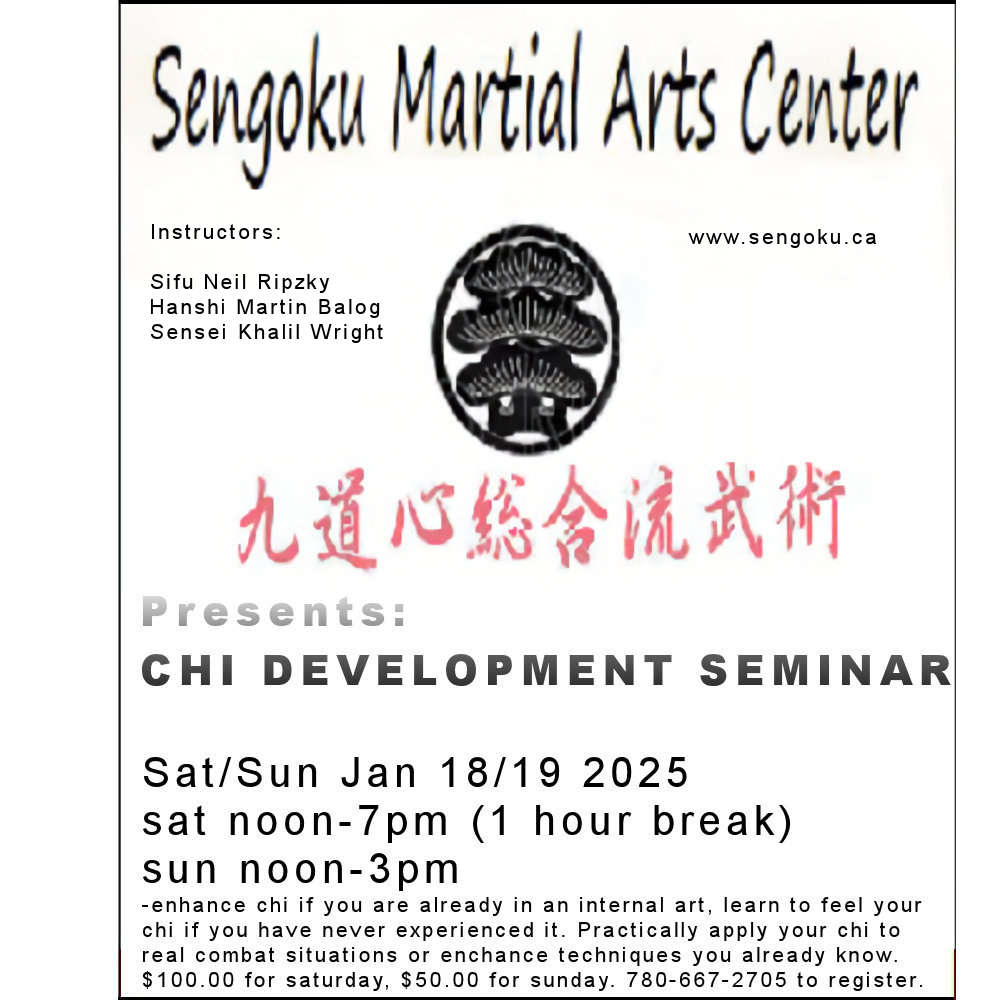 Sengoku Martial Arts Center
Instructors:
www.sengoku.ca
Sifu Neil Ripzky
Hanshi Martin Balog
Sensei Khalil Wright
九道心総合流武術
Presents:
CHI DEVELOPMENT SEMINAR
Sat/Sun Jan 18/19 2025
sat noon-7pm (1 hour break)
sun noon-3pm
-enhance chi if you are already in an internal art, learn to feel your
chi if you have never experienced it. Practically apply your chi to
real combat situations or enchance techniques you already know.
$100.00 for saturday, $50.00 for sunday. 780-667-2705 to register.